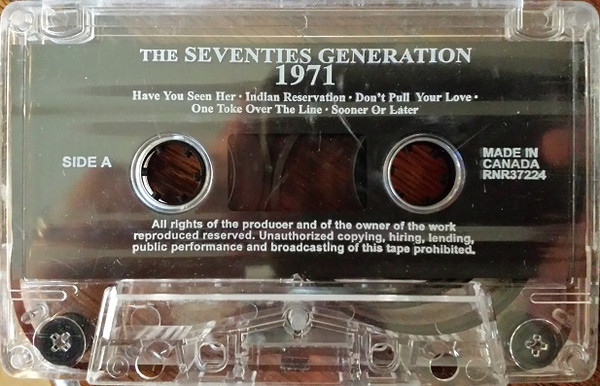 THE SEVENTIES GENERATION
1971
Have You Seen Her • Indian Reservation • Don't Pull Your Love •
One Toke Over The Line • Sooner Or Later
SIDE A
MADE IN
CANADA
RNR37224
All rights of the producer and of the owner of the work
reproduced reserved. Unauthorized copying, hiring, lending,
public performance and broadcasting of this tape prohibited.